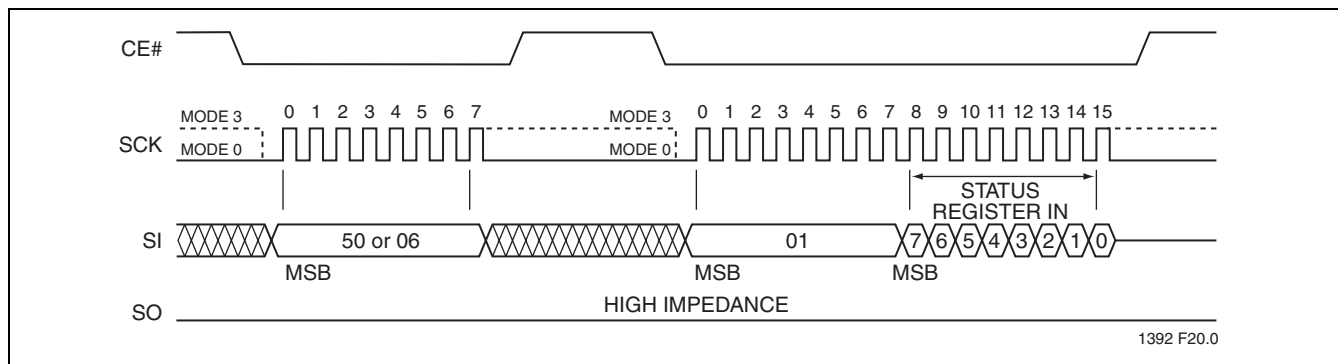 CE#
MODE 3 0 1 2 3 4 5 6 7 MODE 3 0 1 2 3 4 5 6 7 8 9 10 11 12 13 14 15
SCK MODE 0 MODE 0
STATUS
REGISTER IN
SI 50 or 06 01 7 6 5 4 3 2 1 0
MSB MSB MSB
HIGH IMPEDANCE
SO
1392 F20.0